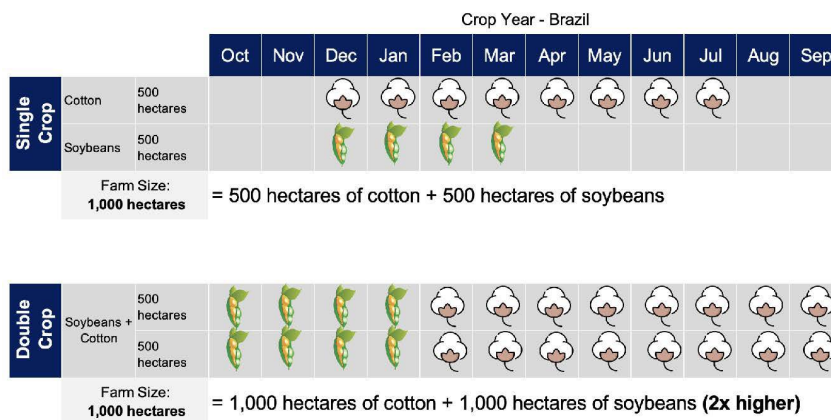 Crop Year - Brazil
Oct Nov Dec Jan Feb Mar Apr May Jun Jul Aug Sep
Single
Crop
Cotton
500
hectares
Soybeans
500
hectares
Farm Size:
1,000 hectares
= 500 hectares of cotton + 500 hectares of soybeans
Double
Crop
Soybeans +
Cotton
500
hectares
500
hectares
Farm Size:
1,000 hectares
= 1,000 hectares of cotton + 1,000 hectares of soybeans (2x higher)